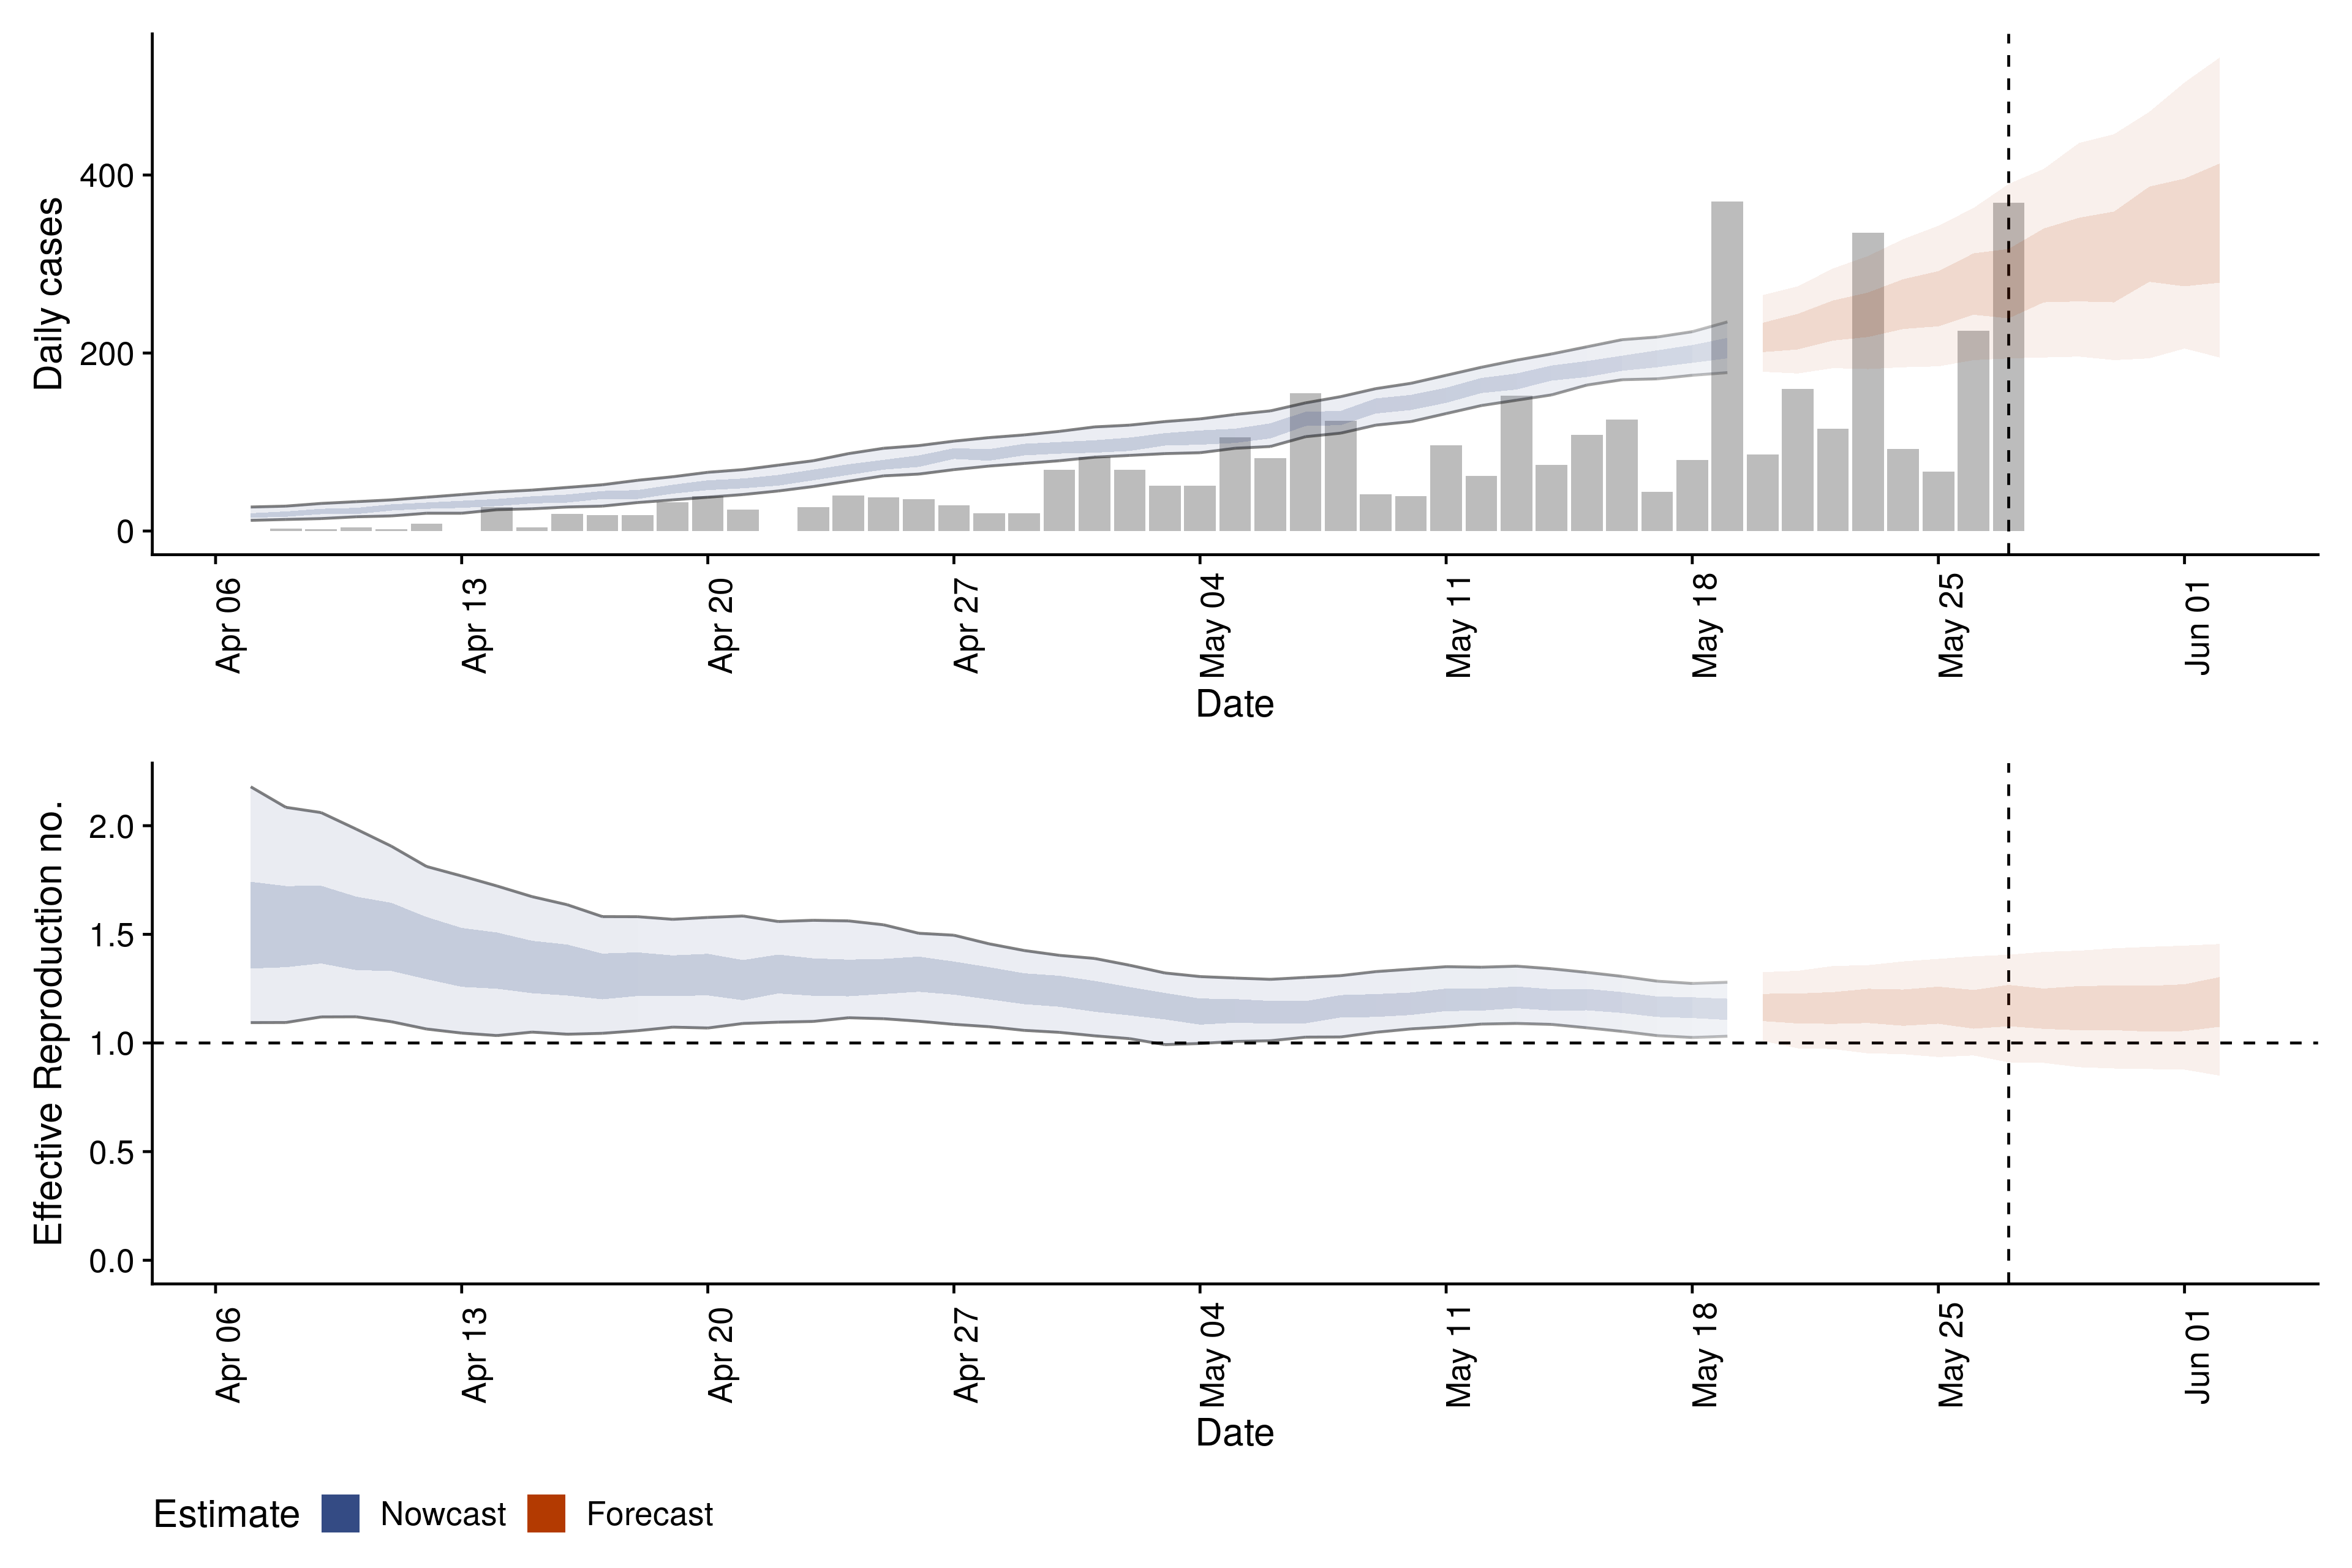 Daily cases
400
200
0
Apr 06
Apr 13
Apr 20
Apr 27
May 04
May 11
May 18
May 25
Jun 01
Date
Effective Reproduction no.
2.0
1.5
1.0
0.5
0.0
Apr 06
Apr 13
Apr 20
Apr 27
May 04
May 11
May 18
May 25
Jun 01
Date
Estimate Nowcast Forecast